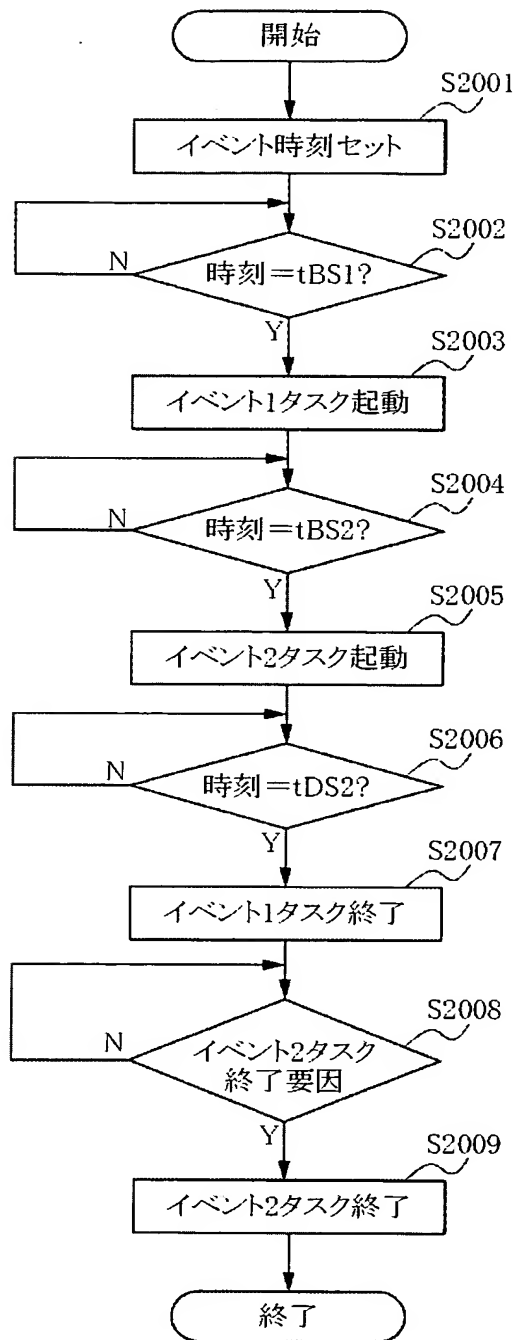 開始
S2001
イベント時刻セット
S2002
時刻＝tBS1?
N
Y
S2003
イベント1タスク起動
S2004
時刻＝tBS2?
N
Y
S2005
イベント2タスク起動
S2006
時刻＝tDS2?
N
Y
S2007
イベント1タスク終了
S2008
イベント2タスク
終了要因
N
Y
S2009
イベント2タスク終了
終了